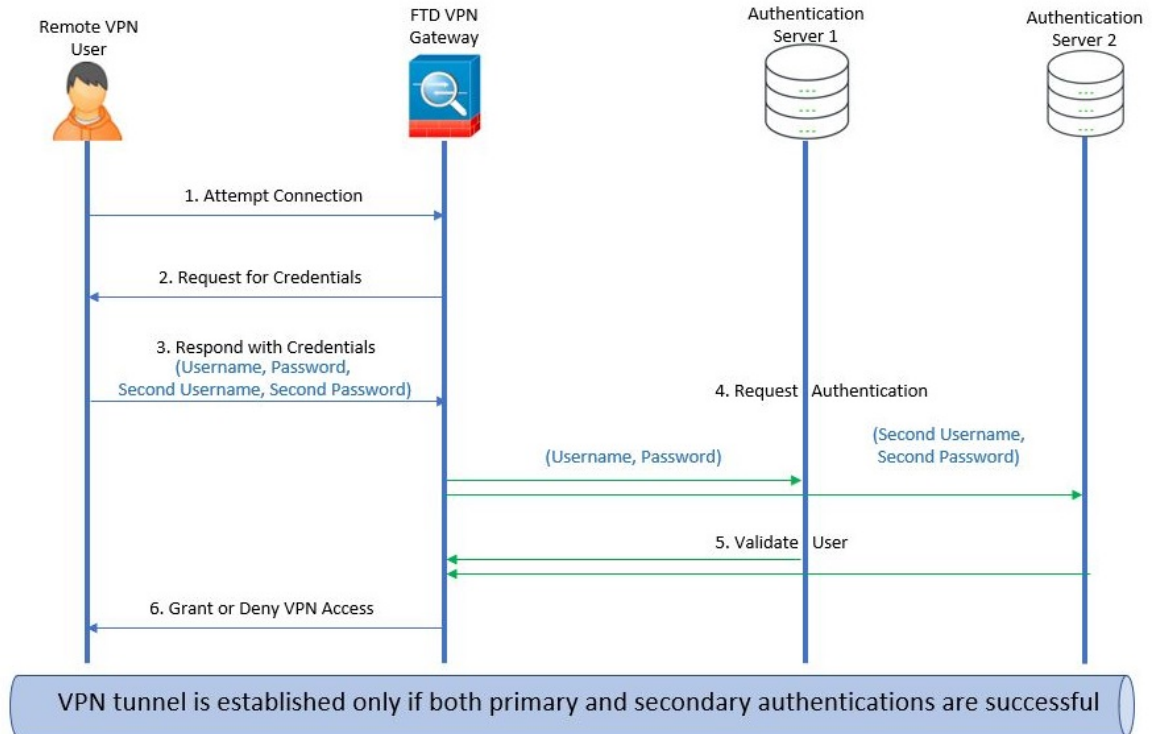 Remote VPN
User
FTD VPN
Gateway
Authentication
Server 1
Authentication
Server 2
1. Attempt Connection
2. Request for Credentials
3. Respond with Credentials
(Username, Password,
Second Username, Second Password)
4. Request Authentication
(Username, Password)
(Second Username,
Second Password)
5. Validate User
6. Grant or Deny VPN Access
VPN tunnel is established only if both primary and secondary authentications are successful